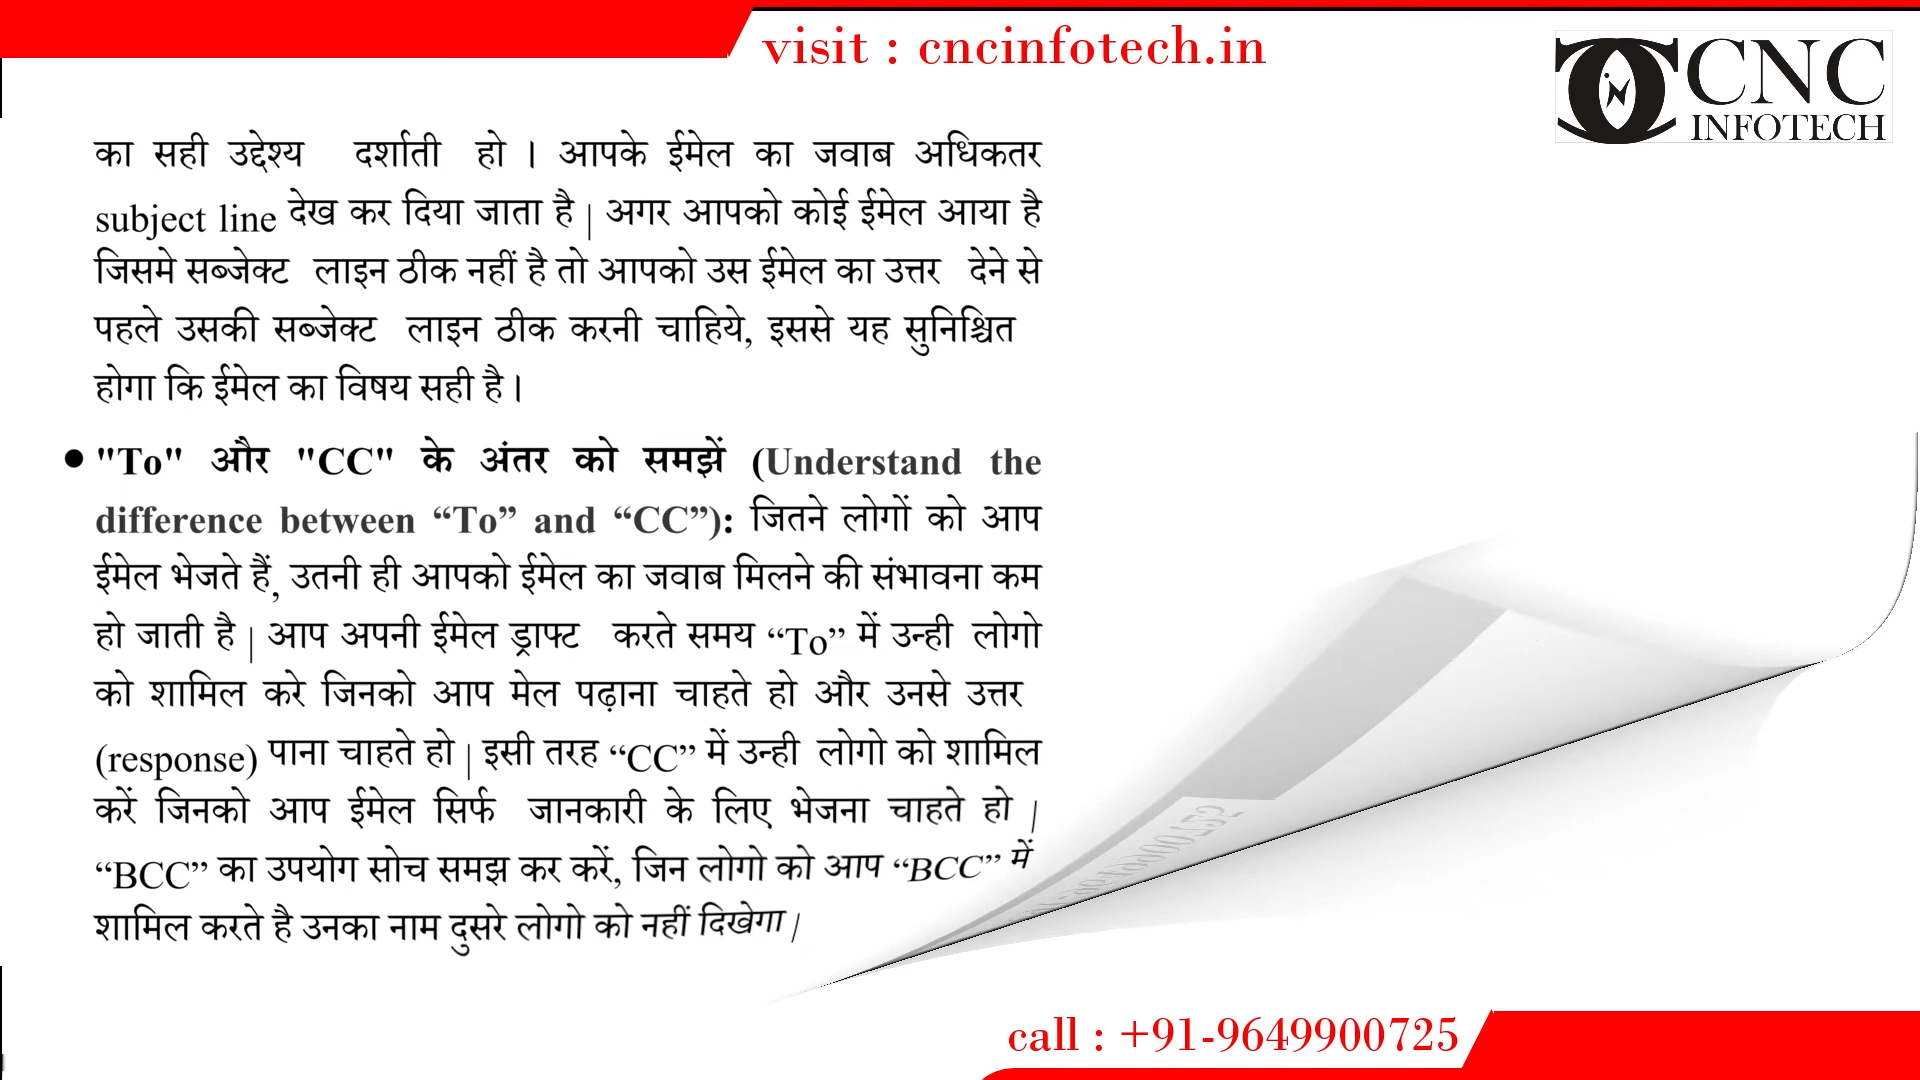 visit : cncinfotech.in
CNC
INFOTECH
का सही उद्देश्य दर्शाती हो । आपके ईमेल का जवाब अधिकतर
subject line देख कर दिया जाता है | अगर आपको कोई ईमेल आया है
जिसमे सब्जेक्ट लाइन ठीक नहीं है तो आपको उस ईमेल का उत्तर देने से
पहले उसकी सब्जेक्ट लाइन ठीक करनी चाहिये, इससे यह सुनिश्चित
होगा कि ईमेल का विषय सही है।
● "To" और "CC" के अंतर को समझें (Understand the
difference between “To” and “CC”): जितने लोगों को आप
ईमेल भेजते हैं, उतनी ही आपको ईमेल का जवाब मिलने की संभावना कम
हो जाती है | आप अपनी ईमेल ड्राफ्ट करते समय “To” में उन्ही लोगो
को शामिल करे जिनको आप मेल पढ़ाना चाहते हो और उनसे उत्तर
(response) पाना चाहते हो | इसी तरह “CC” में उन्ही लोगो को शामिल
करें जिनको आप ईमेल सिर्फ जानकारी के लिए भेजना चाहते हो |
“BCC” का उपयोग सोच समझ कर करें, जिन लोगो को आप “BCC” में
शामिल करते है उनका नाम दुसरे लोगो को नहीं दिखेगा |
call : +91-9649900725